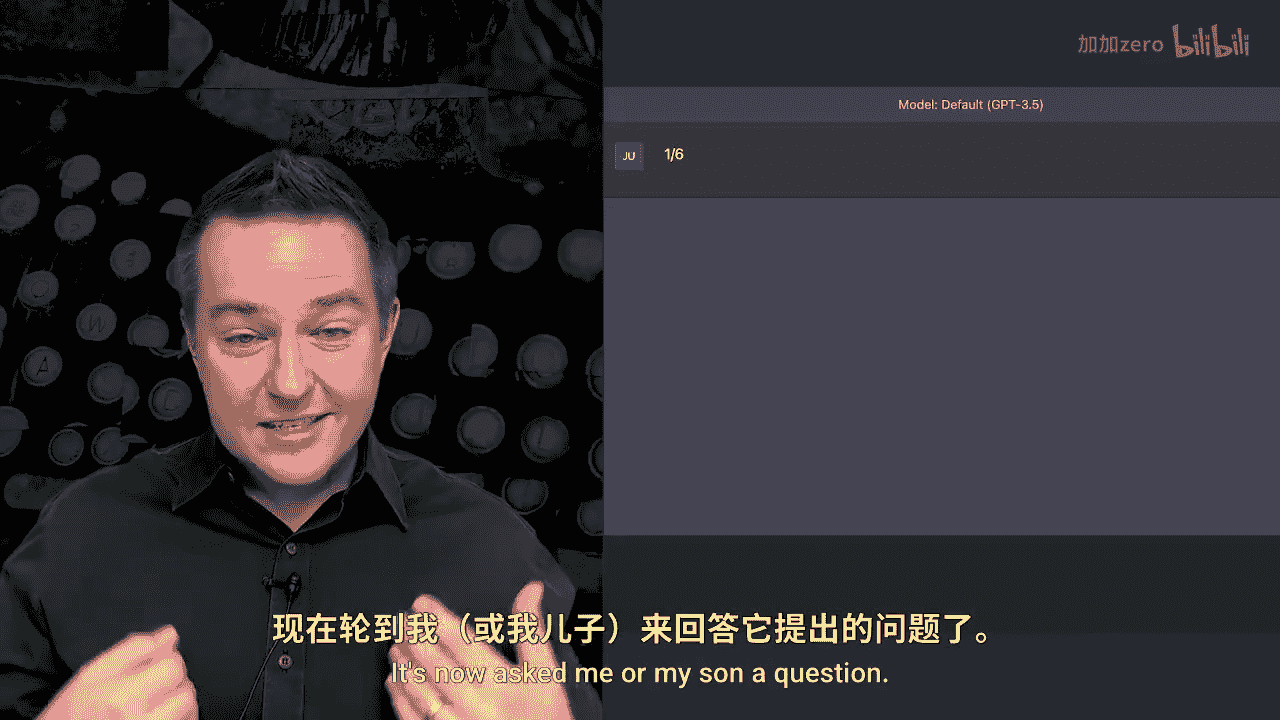 加加zero bilibili
Model: Default (GPT-3.5)
JU
1/6
现在轮到我（或我儿子）来回答它提出的问题了。
It's now asked me or my son a question.